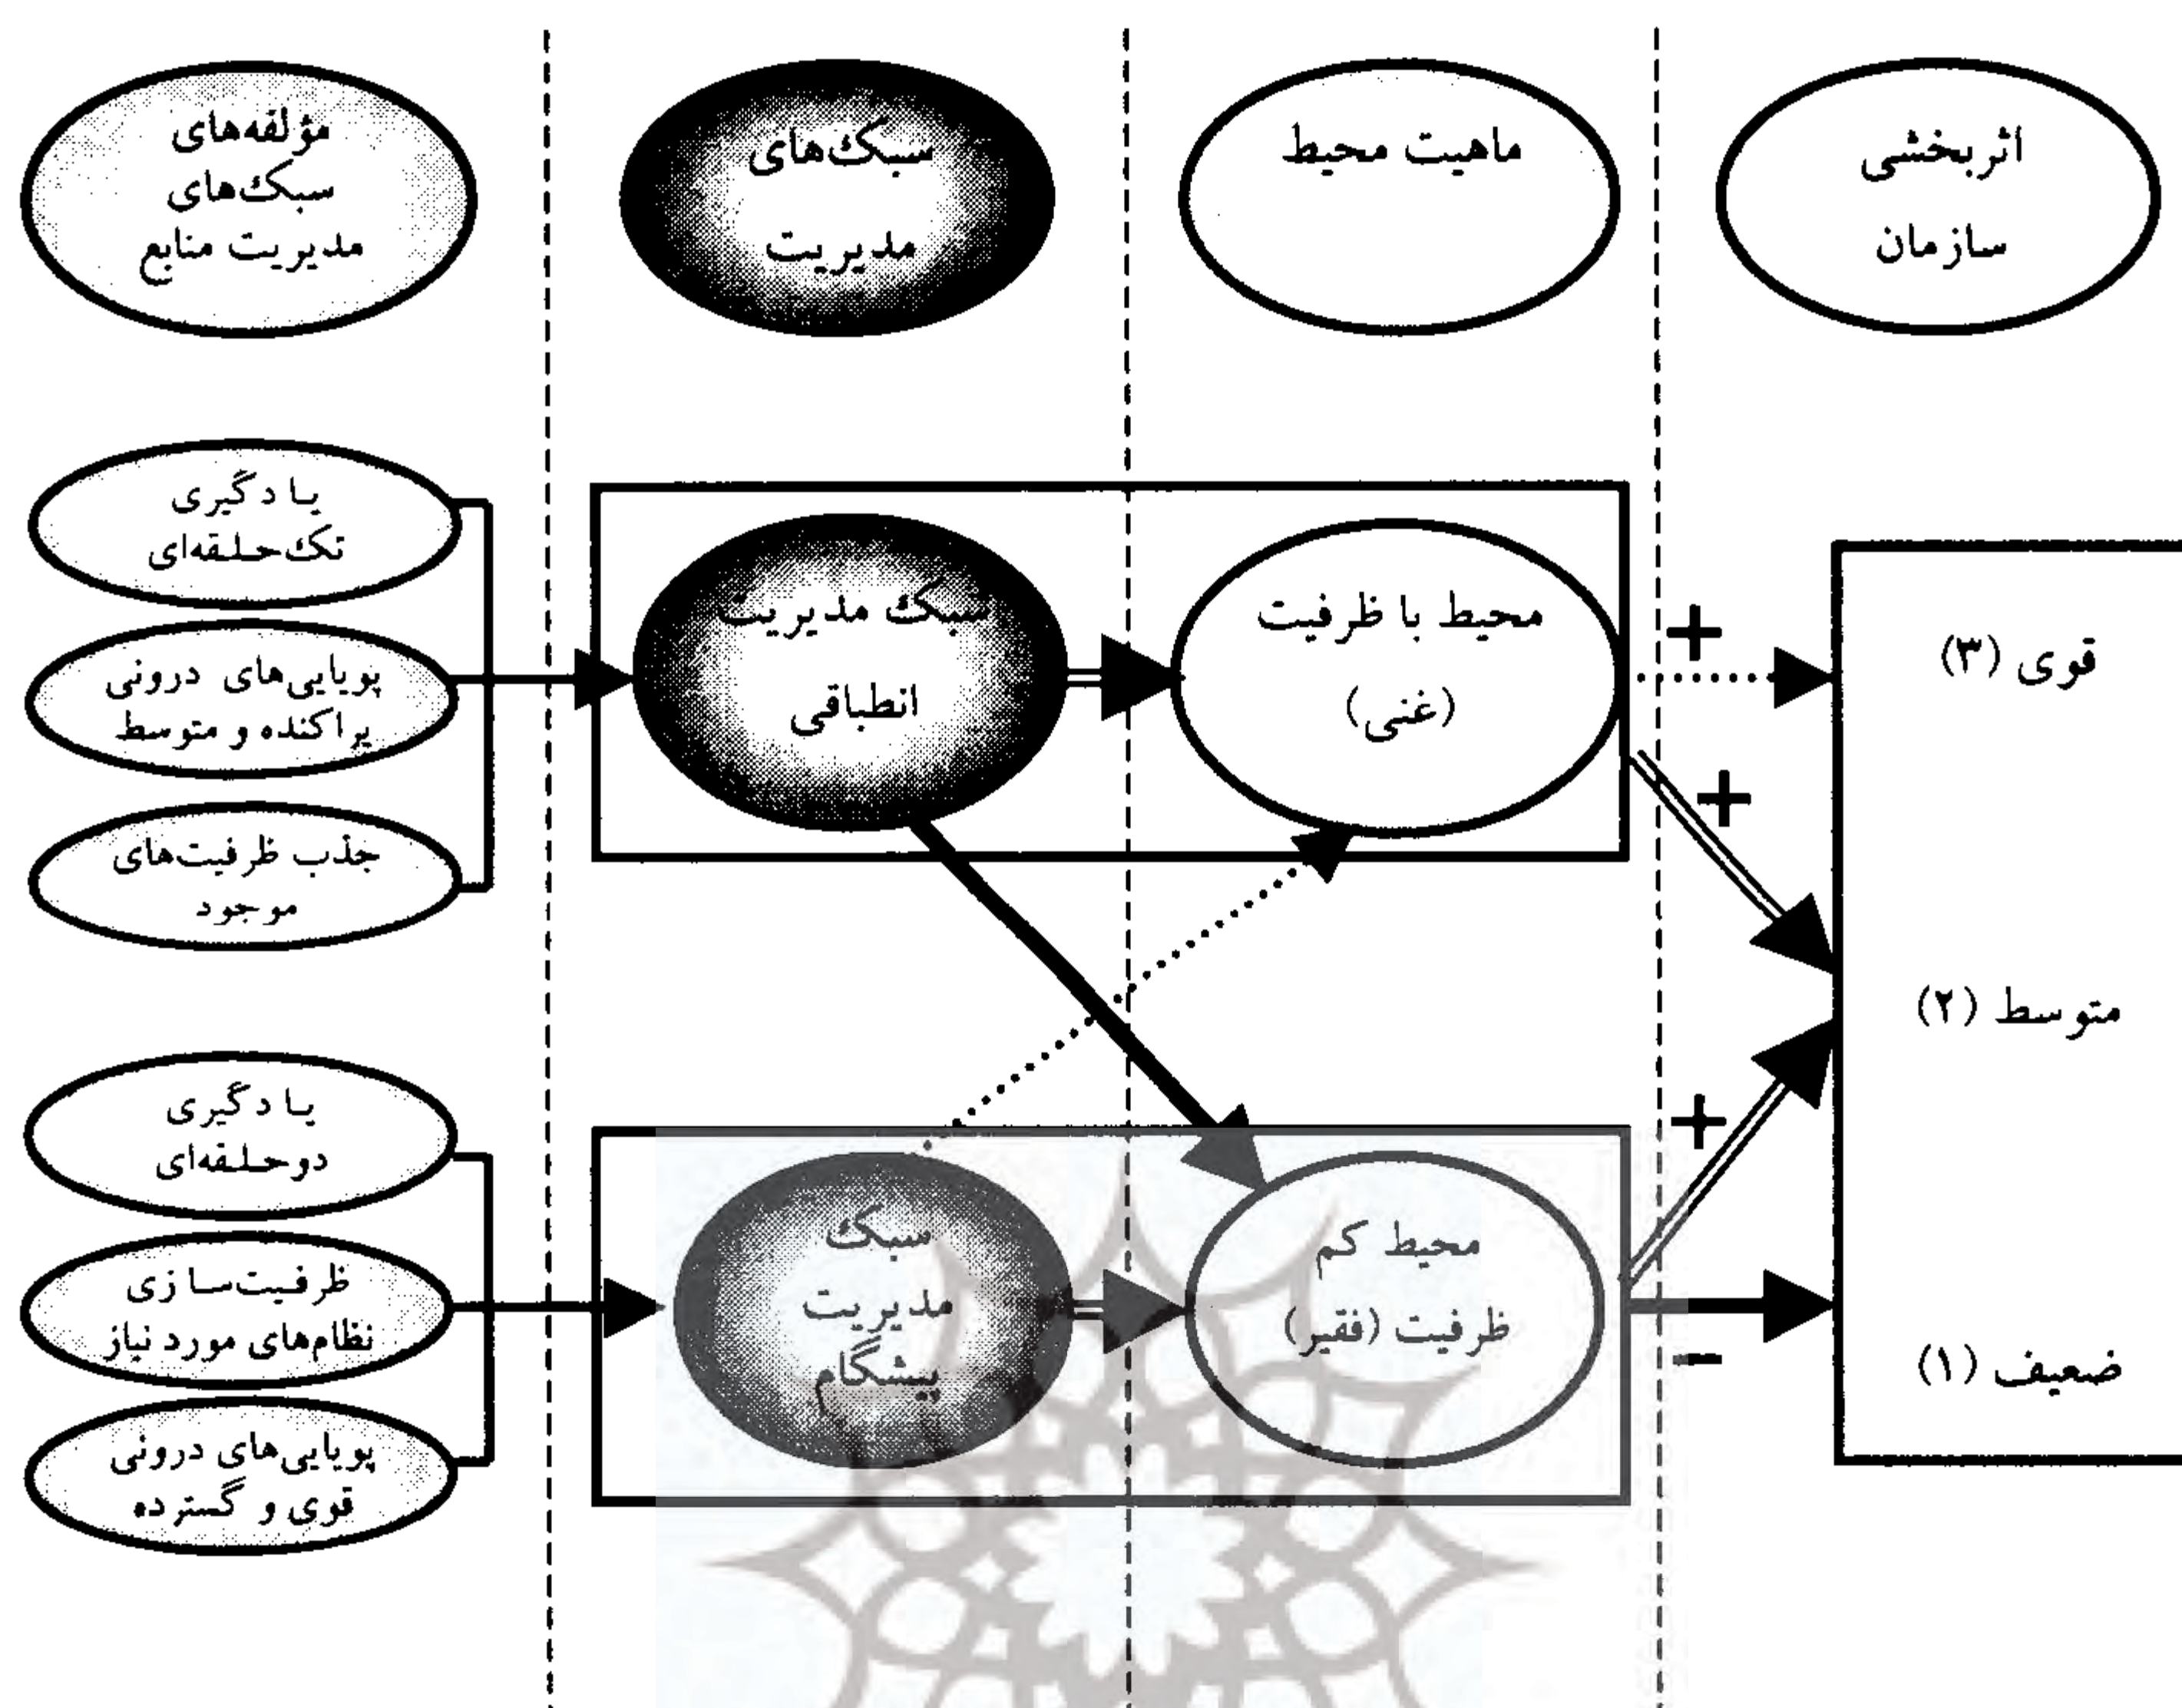 مؤلفه‌های
سبک‌های
مدیریت منابع
سبک‌های
مدیریت
ماهیت محیط
اثربخشی
سازمان
یادگیری
تک‌حلقه‌ای
پویایی‌های درونی
پراکنده و متوسط
جذب ظرفیت‌های
موجود
سبک مدیریت
انطباقی
محیط با ظرفیت
(غنی)
+
+
قوی (۳)
متوسط (۲)
ضعیف (۱)
یادگیری
دوحلقه‌ای
ظرفیت‌سازی
نظام‌های مورد نیاز
پویایی‌های درونی
قوی و گسترده
سبک
مدیریت
پیشگام
محیط کم
ظرفیت (فقیر)
+
-